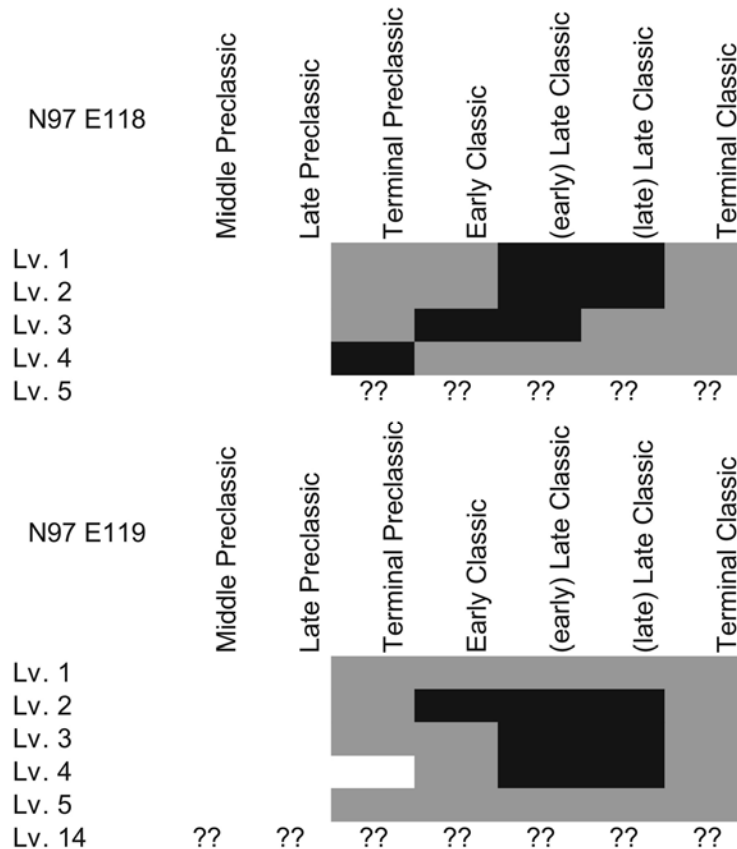 N97 E118
Middle Preclassic
Late Preclassic
Terminal Preclassic
Early Classic
(early) Late Classic
(late) Late Classic
Terminal Classic
Lv. 1
Lv. 2
Lv. 3
Lv. 4
Lv. 5 ?? ?? ?? ?? ??
N97 E119
Middle Preclassic
Late Preclassic
Terminal Preclassic
Early Classic
(early) Late Classic
(late) Late Classic
Terminal Classic
Lv. 1
Lv. 2
Lv. 3
Lv. 4
Lv. 5
Lv. 14 ?? ?? ?? ?? ?? ?? ??